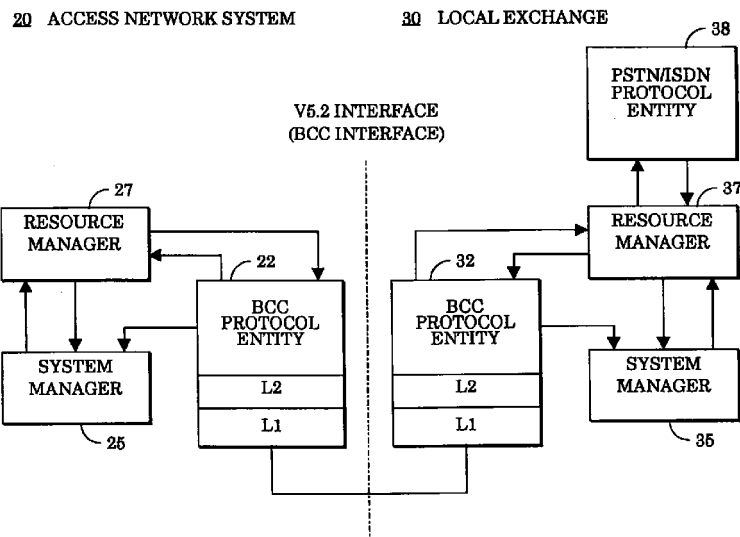 20 ACCESS NETWORK SYSTEM
30 LOCAL EXCHANGE
38
PSTN/ISDN
PROTOCOL
ENTITY
V5.2 INTERFACE
(BCC INTERFACE)
27
RESOURCE
MANAGER
37
RESOURCE
MANAGER
22
BCC
PROTOCOL
ENTITY
L2
L1
32
BCC
PROTOCOL
ENTITY
L2
L1
SYSTEM
MANAGER
25
SYSTEM
MANAGER
35